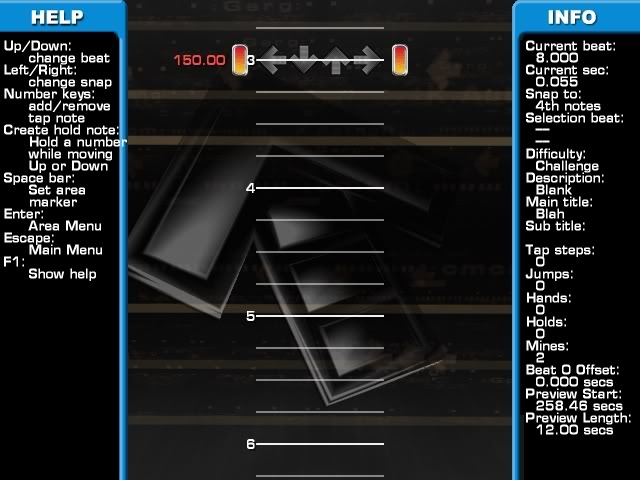 HELP
Up/Down:
change beat
Left/Right:
change snap
Number keys:
add/remove
tap note
Create hold note:
Hold a number
while moving
Up or Down
Space bar:
Set area
marker
Enter:
Area Menu
Escape:
Main Menu
F1:
Show help
150.00
3
4
5
6
INFO
Current beat:
8.000
Current sec:
0.055
Snap to:
4th notes
Selection beat:
---
---
Difficulty:
Challenge
Description:
Blank
Main title:
Blah
Sub title:
Tap steps:
0
Jumps:
0
Hands:
0
Holds:
0
Mines:
2
Beat 0 Offset:
0.000 secs
Preview Start:
258.46 secs
Preview Length:
12.00 secs